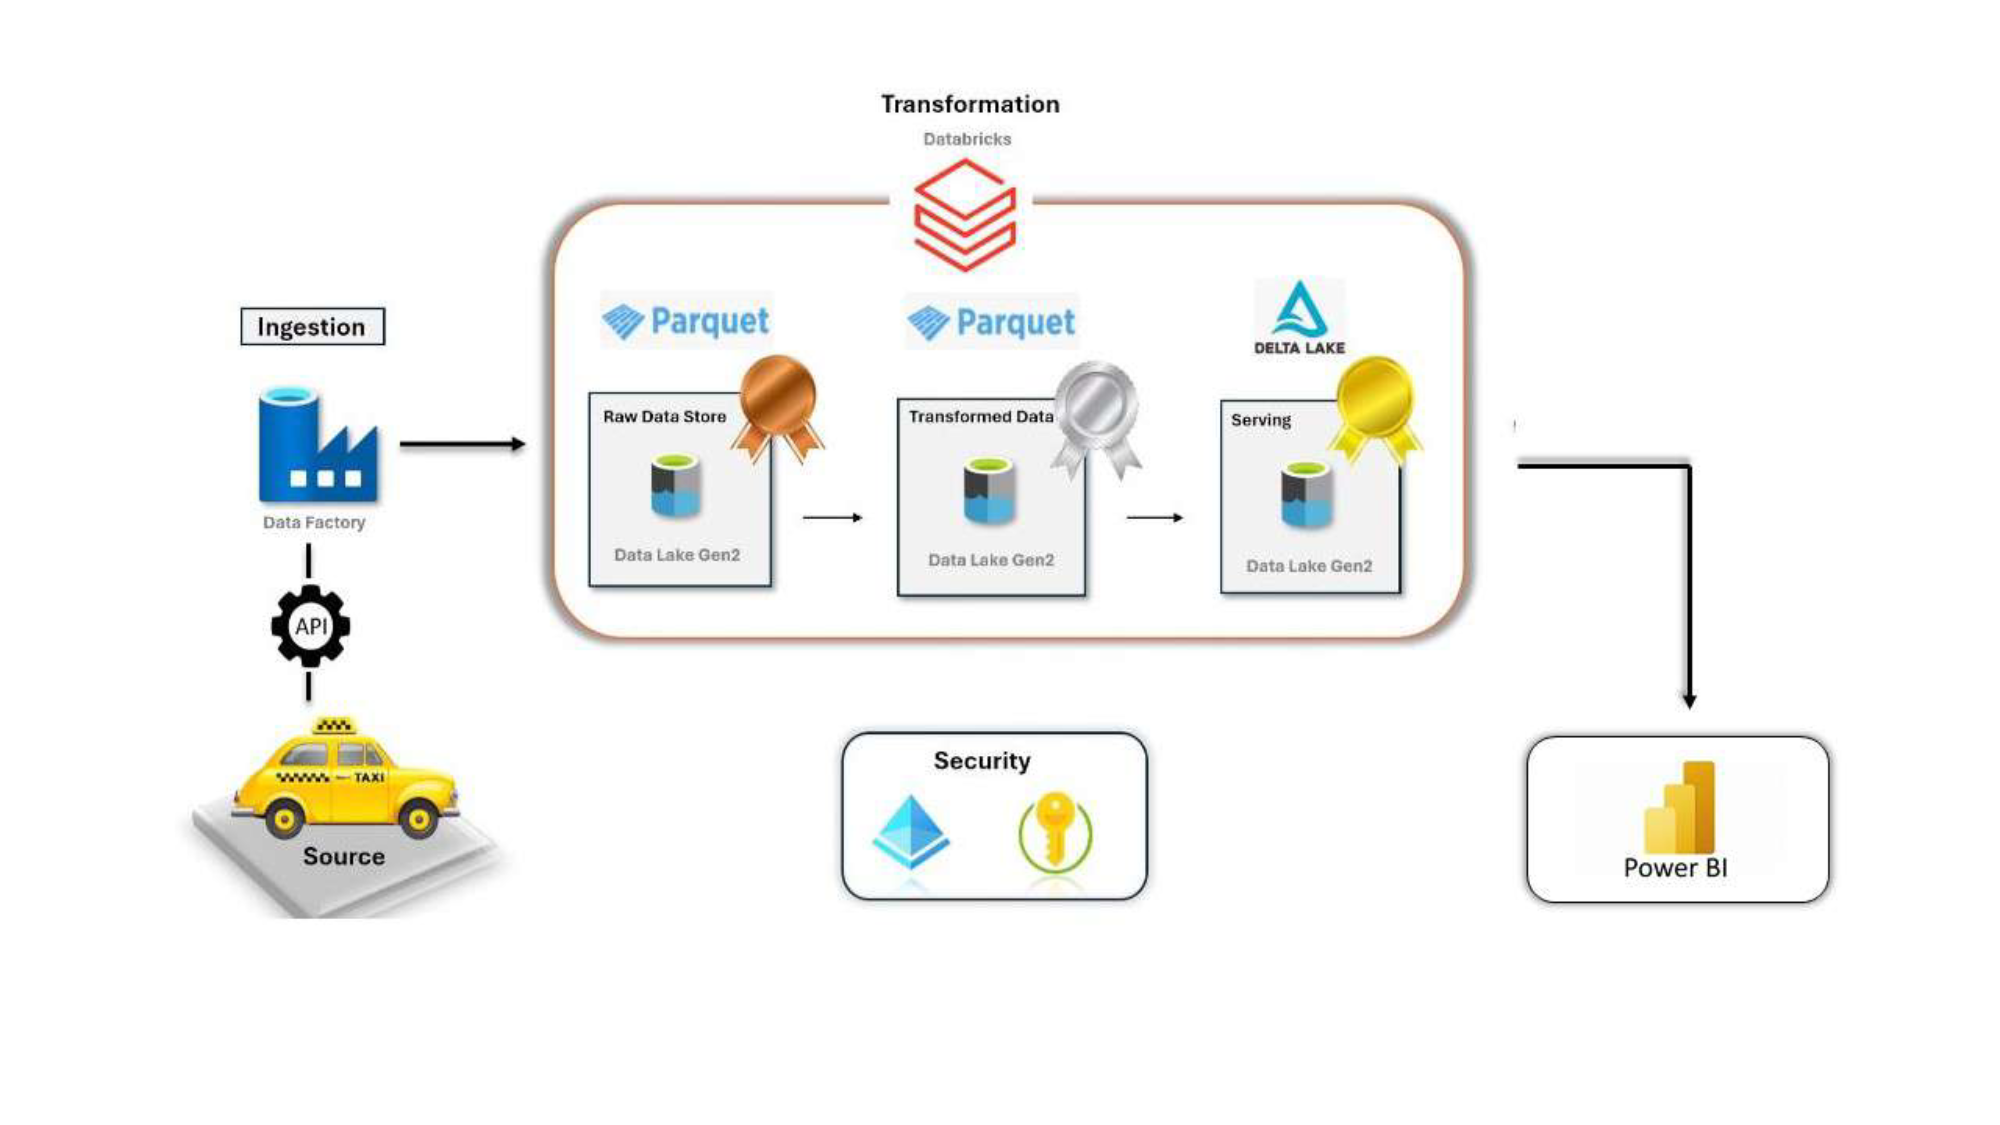 Transformation
Databricks
Parquet
Parquet
DELTA LAKE
Ingestion
Raw Data Store
Transformed Data
Serving
Data Factory
Data Lake Gen2
Data Lake Gen2
Data Lake Gen2
API
TAXI
Source
Security
Power BI